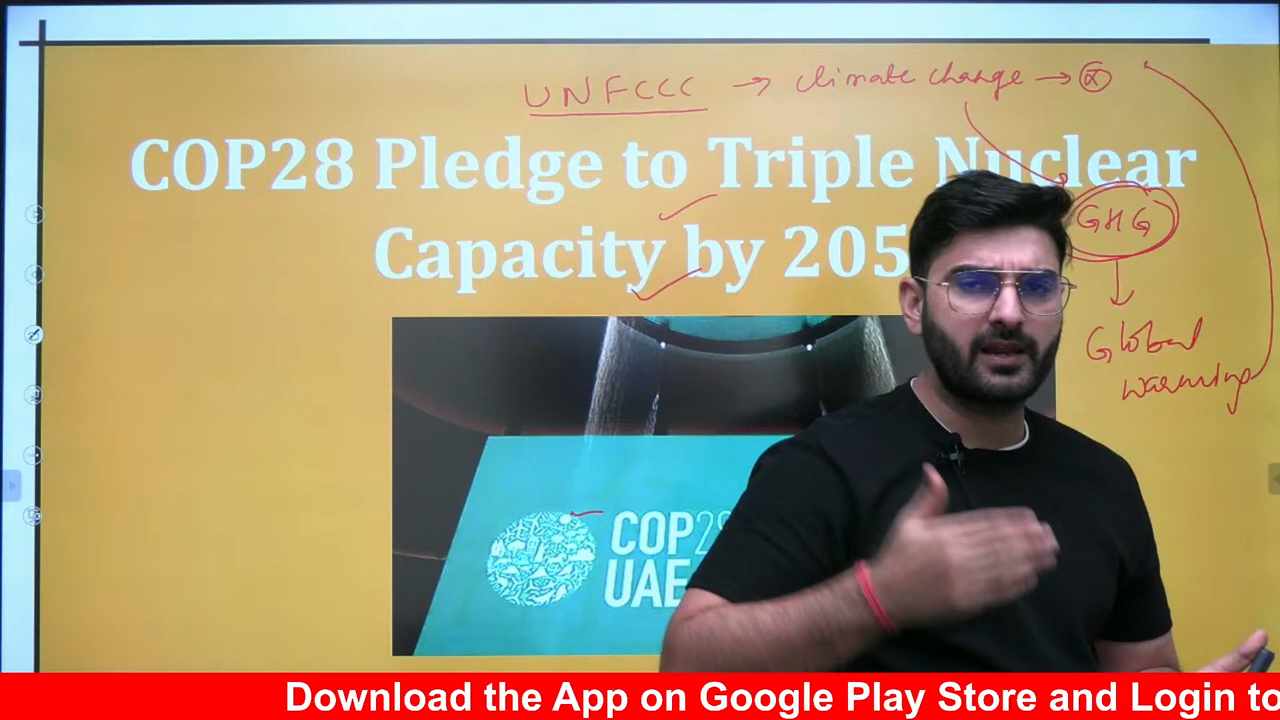 UNFCCC → climate change →
COP28 Pledge to Triple Nuclear
Capacity by 205
GHG
Global
warming
COP28
UAE
Download the App on Google Play Store and Login to